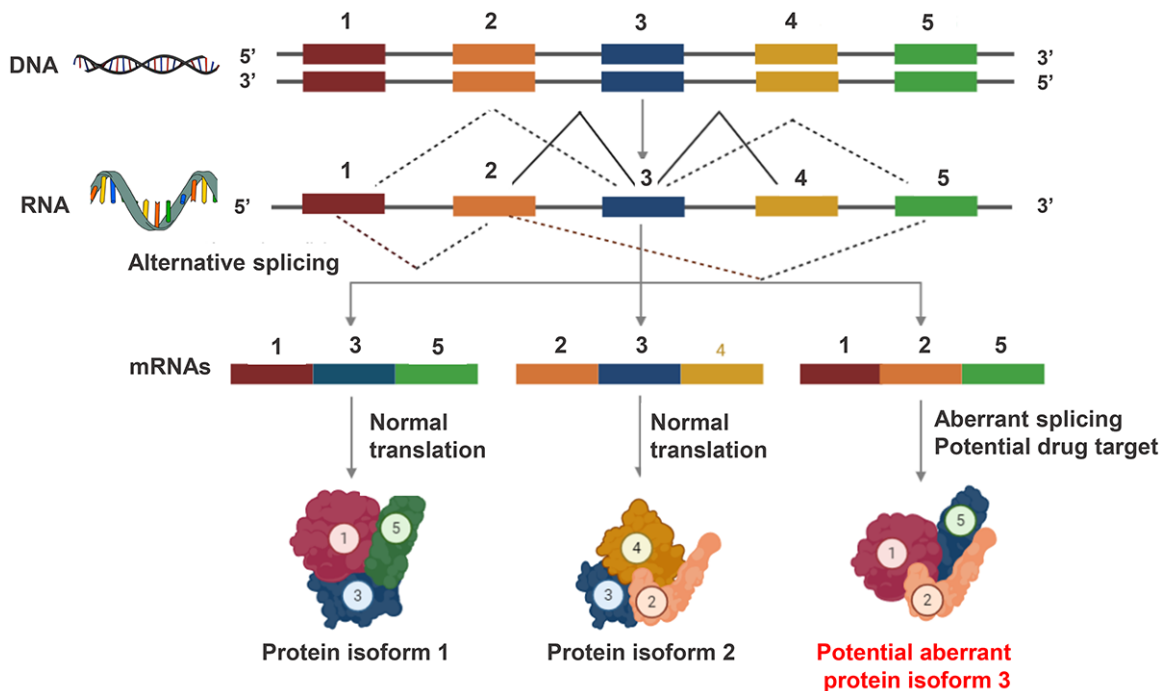 1 2 3 4 5
DNA 5’ 3’
3’ 5’
1 2 3 4 5
RNA 5’ 3’
Alternative splicing
1 3 5 2 3 4 1 2 5
mRNAs
Normal translation
Normal translation
Aberrant splicing
Potential drug target
1 5 3
4 3 2
5 1 2
Protein isoform 1
Protein isoform 2
Potential aberrant
protein isoform 3